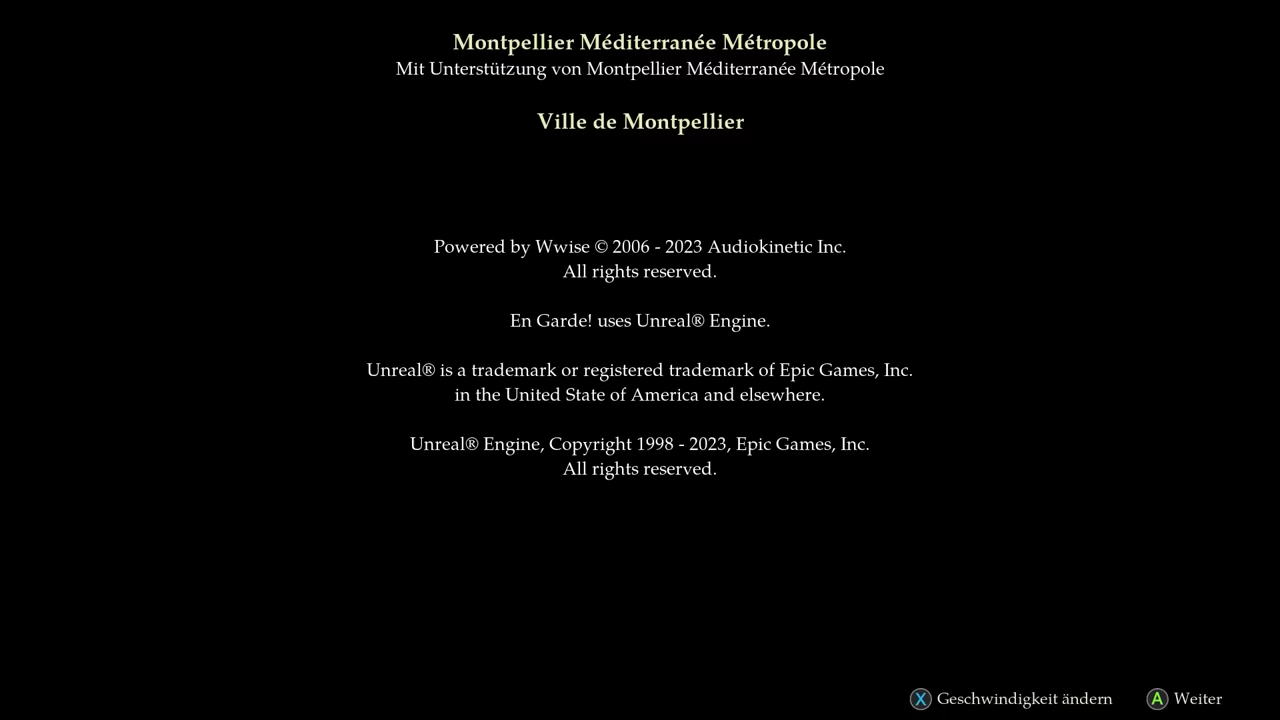 Montpellier Méditerranée Métropole
Mit Unterstützung von Montpellier Méditerranée Métropole
Ville de Montpellier
Powered by Wwise © 2006 - 2023 Audiokinetic Inc.
All rights reserved.
En Garde! uses Unreal® Engine.
Unreal® is a trademark or registered trademark of Epic Games, Inc.
in the United State of America and elsewhere.
Unreal® Engine, Copyright 1998 - 2023, Epic Games, Inc.
All rights reserved.
X Geschwindigkeit ändern A Weiter